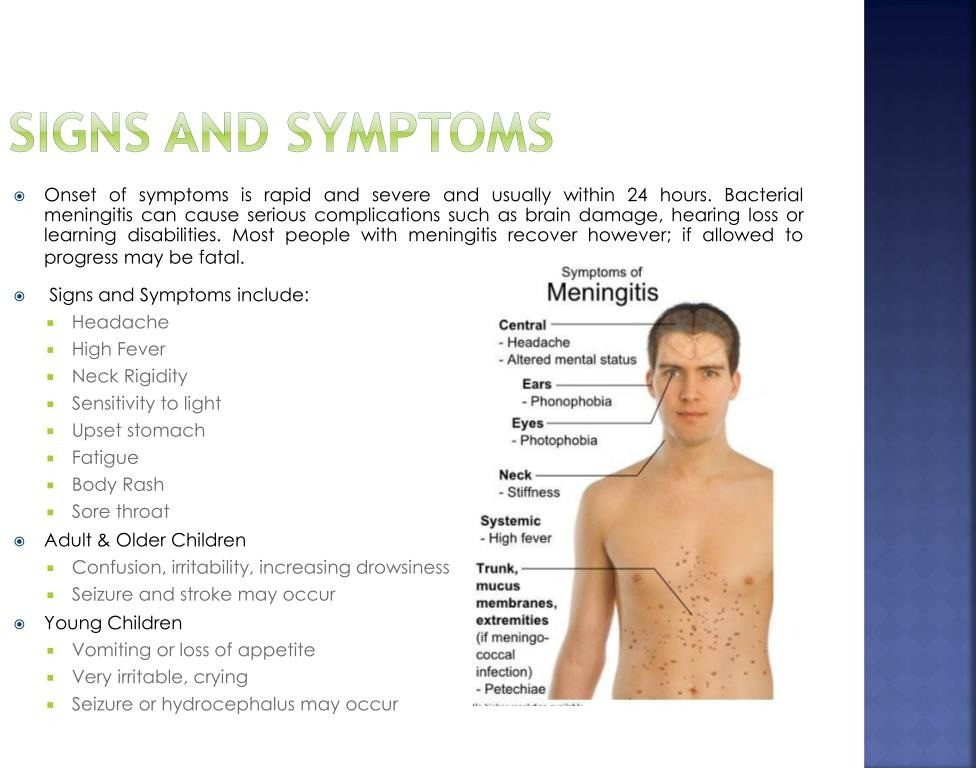 SIGNS AND SYMPTOMS
Onset of symptoms is rapid and severe and usually within 24 hours. Bacterial
meningitis can cause serious complications such as brain damage, hearing loss or
learning disabilities. Most people with meningitis recover however; if allowed to
progress may be fatal.
Signs and Symptoms include:
Headache
High Fever
Neck Rigidity
Sensitivity to light
Upset stomach
Fatigue
Body Rash
Sore throat
Adult & Older Children
Confusion, irritability, increasing drowsiness
Seizure and stroke may occur
Young Children
Vomiting or loss of appetite
Very irritable, crying
Seizure or hydrocephalus may occur
Symptoms of
Meningitis
Central
- Headache
- Altered mental status
Ears
- Phonophobia
Eyes
- Photophobia
Neck
- Stiffness
Systemic
- High fever
Trunk,
mucus
membranes,
extremities
(if meningo-
coccal
infection)
- Petechiae